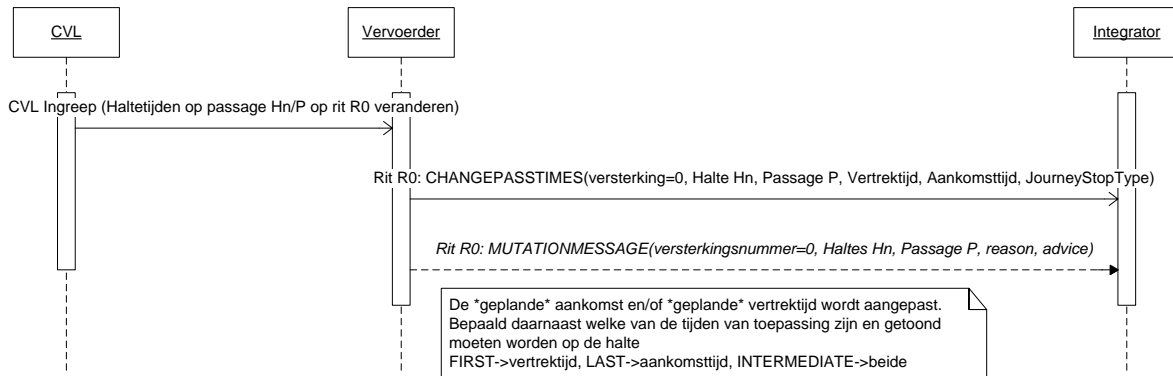 CVL
Vervoerder
Integrator
CVL Ingreep (Haltetijden op passage Hn/P op rit R0 veranderen)
Rit R0: CHANGEPASSTIMES(versterking=0, Halte Hn, Passage P, Vertrektijd, Aankomsttijd, JourneyStopType)
Rit R0: MUTATIONMESSAGE(versterkingsnummer=0, Haltes Hn, Passage P, reason, advice)
De *geplande* aankomst en/of *geplande* vertrektijd wordt aangepast.
Bepaald daarnaast welke van de tijden van toepassing zijn en getoond
moeten worden op de halte
FIRST->vertrektijd, LAST->aankomsttijd, INTERMEDIATE->beide